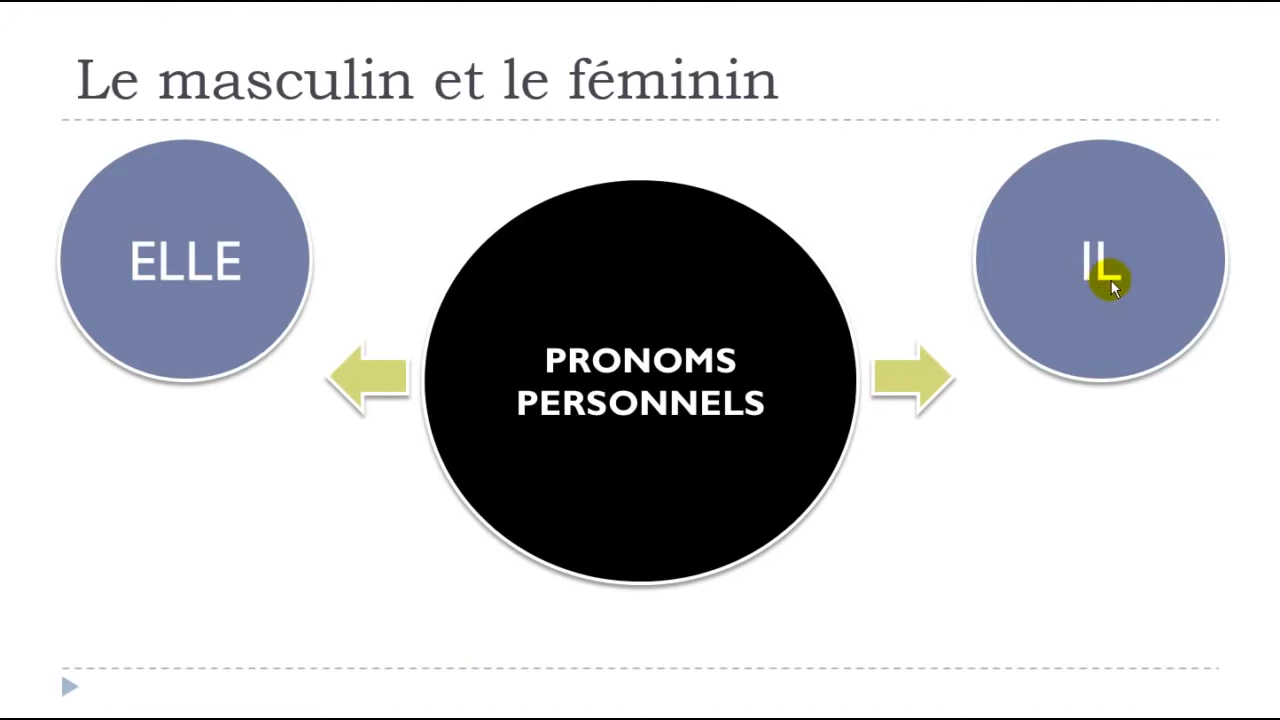 Le masculin et le féminin
ELLE
IL
PRONOMS
PERSONNELS